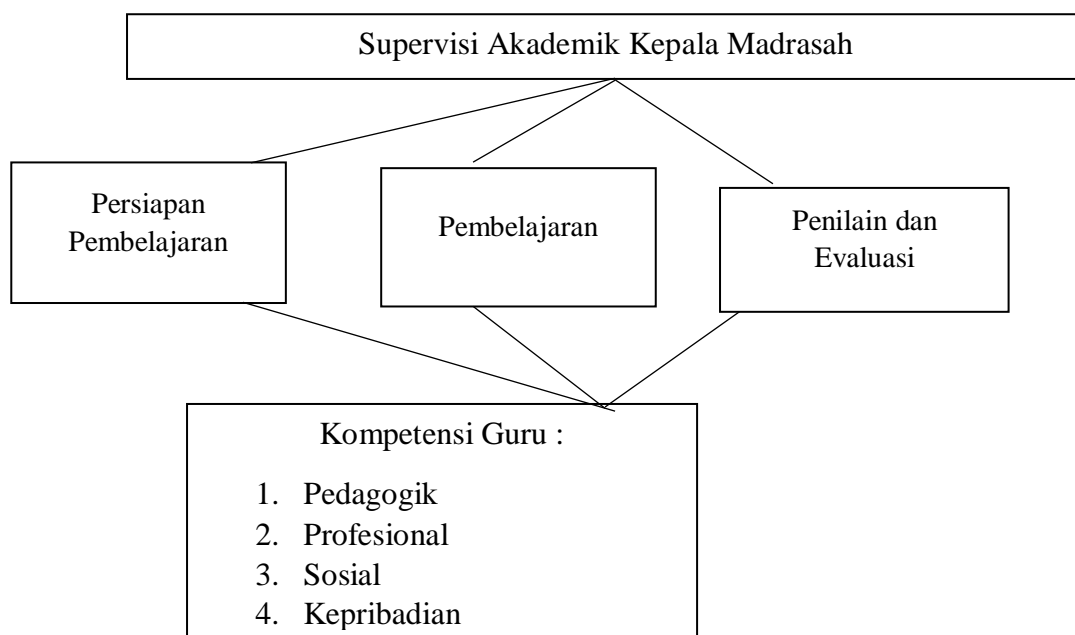 Supervisi Akademik Kepala Madrasah
Persiapan
Pembelajaran
Pembelajaran
Penilain dan
Evaluasi
Kompetensi Guru :
1. Pedagogik
2. Profesional
3. Sosial
4. Kepribadian